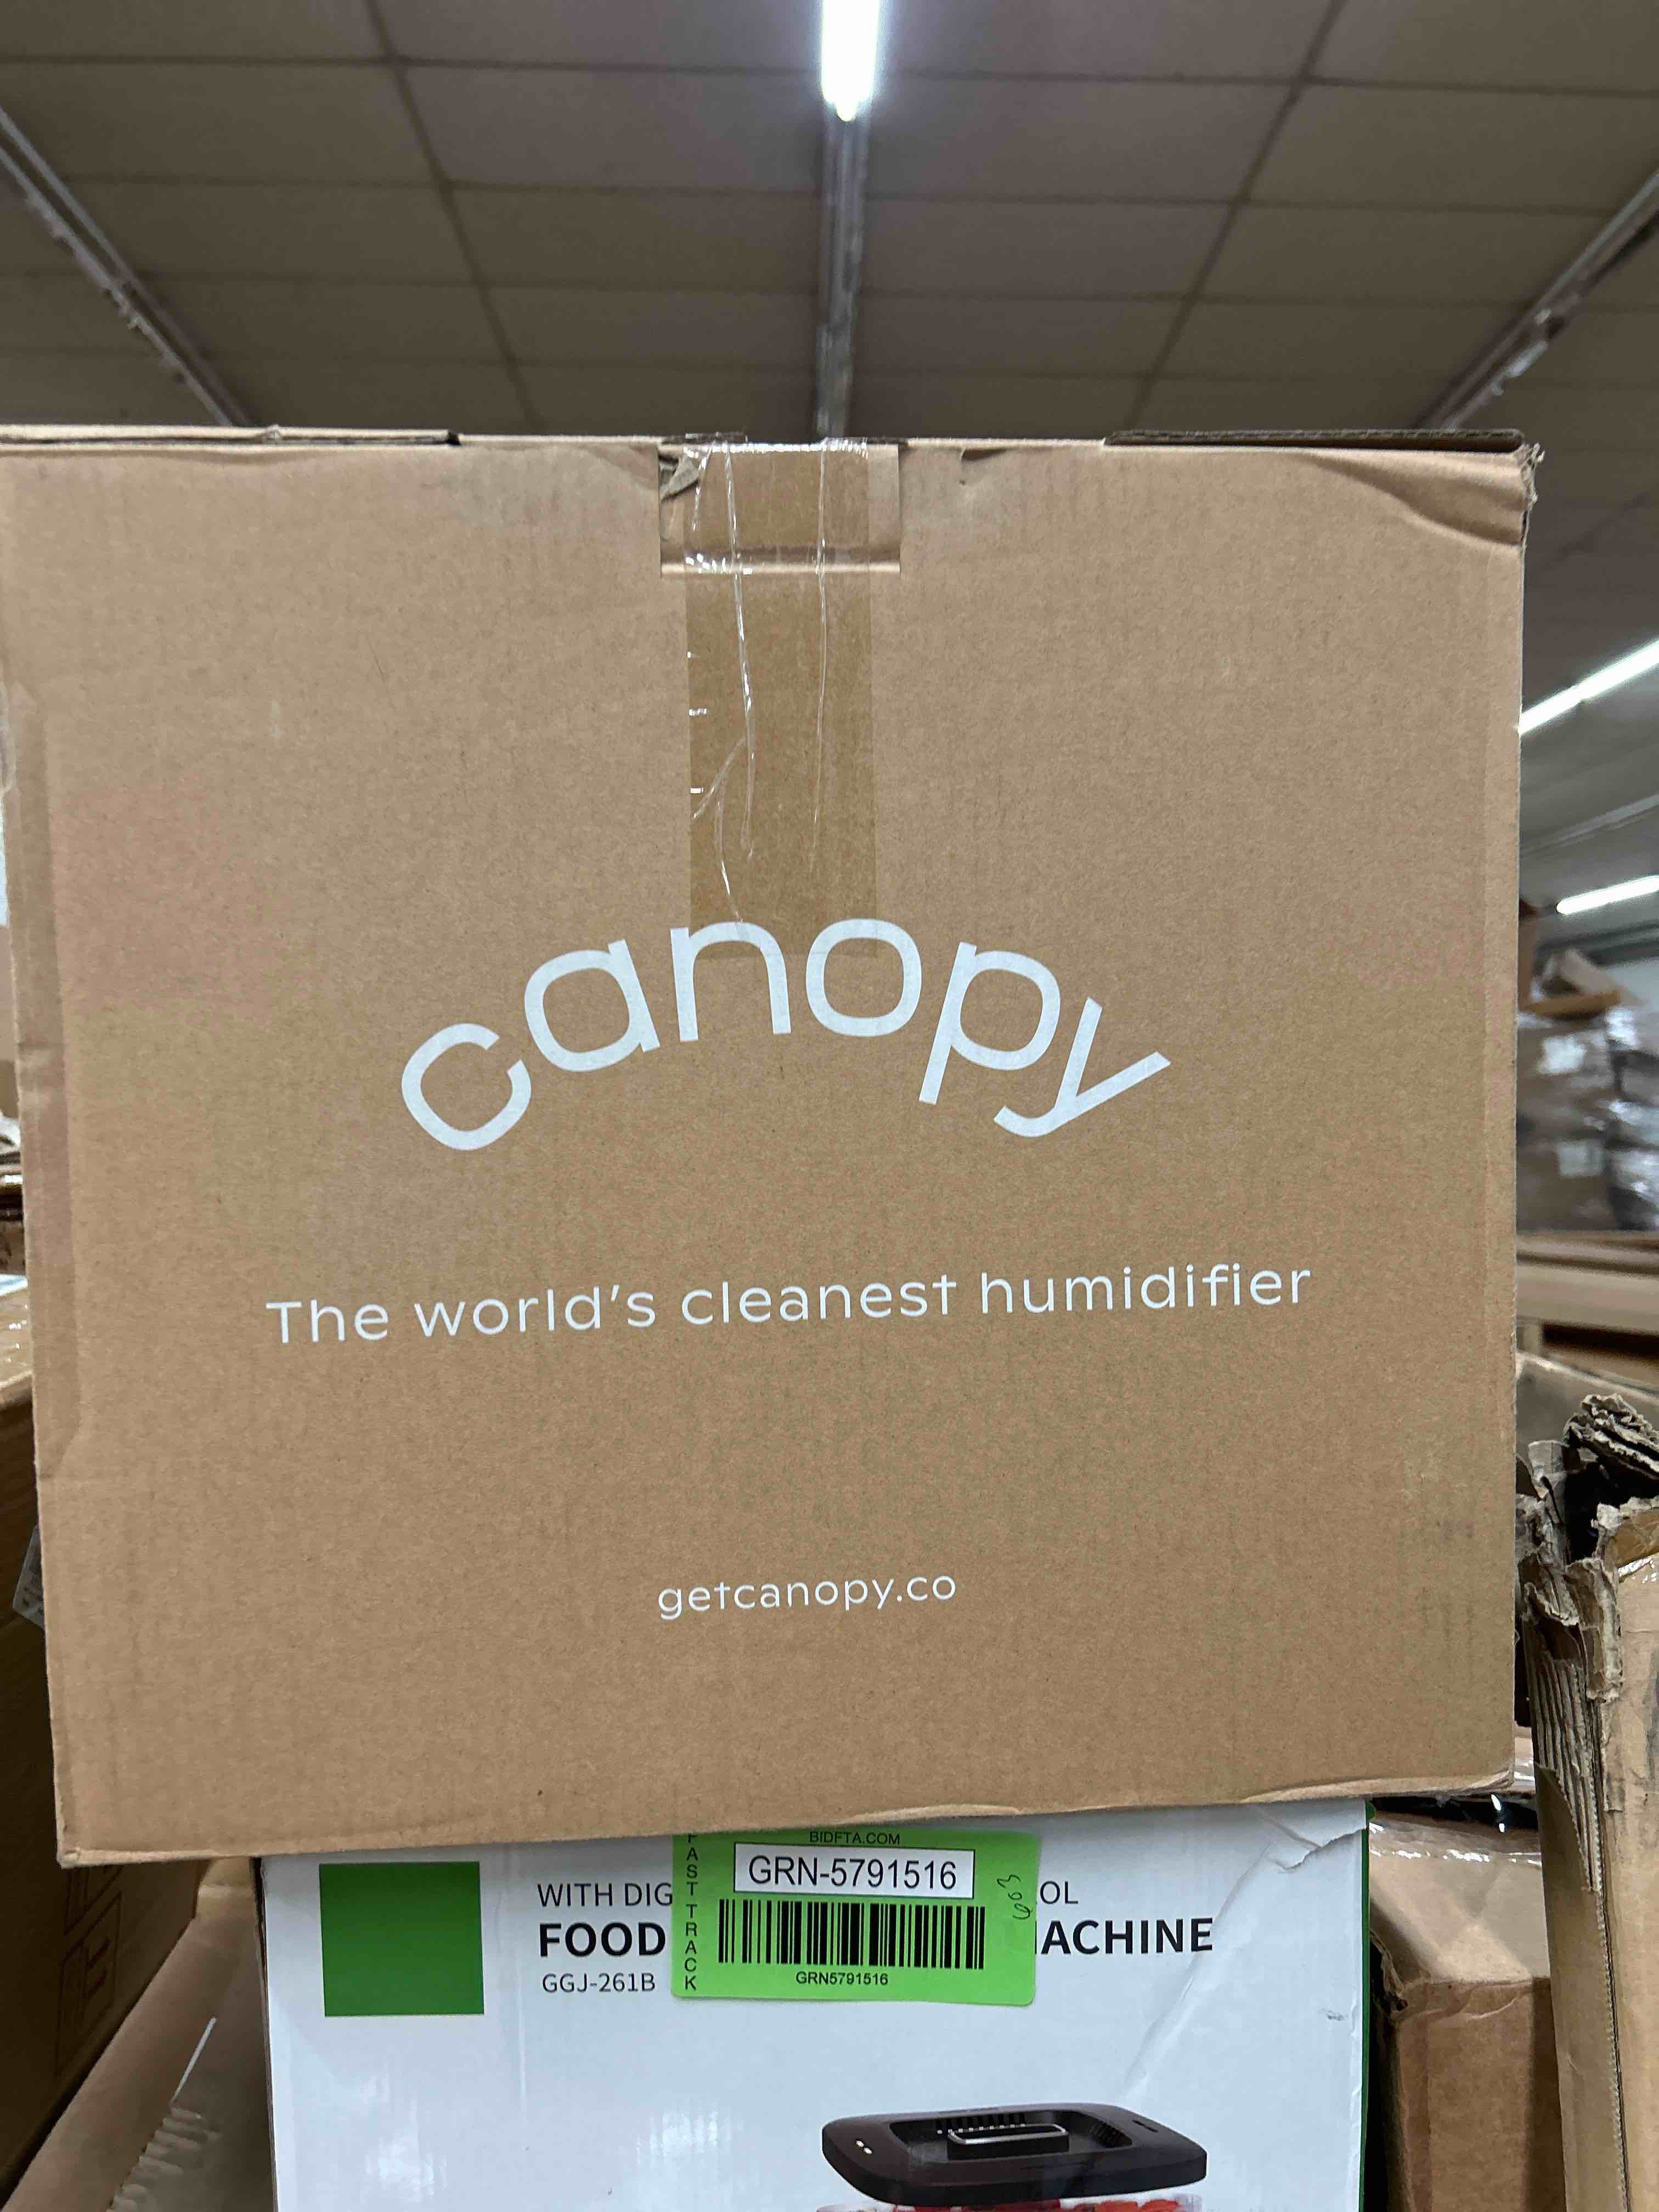 canopy
The world's cleanest humidifier
getcanopy.co
BIDFTA.COM
FAST TRACK
GRN-5791516
603
GRN5791516
WITH DIG
OL
FOOD
ACHINE
GGJ-261B